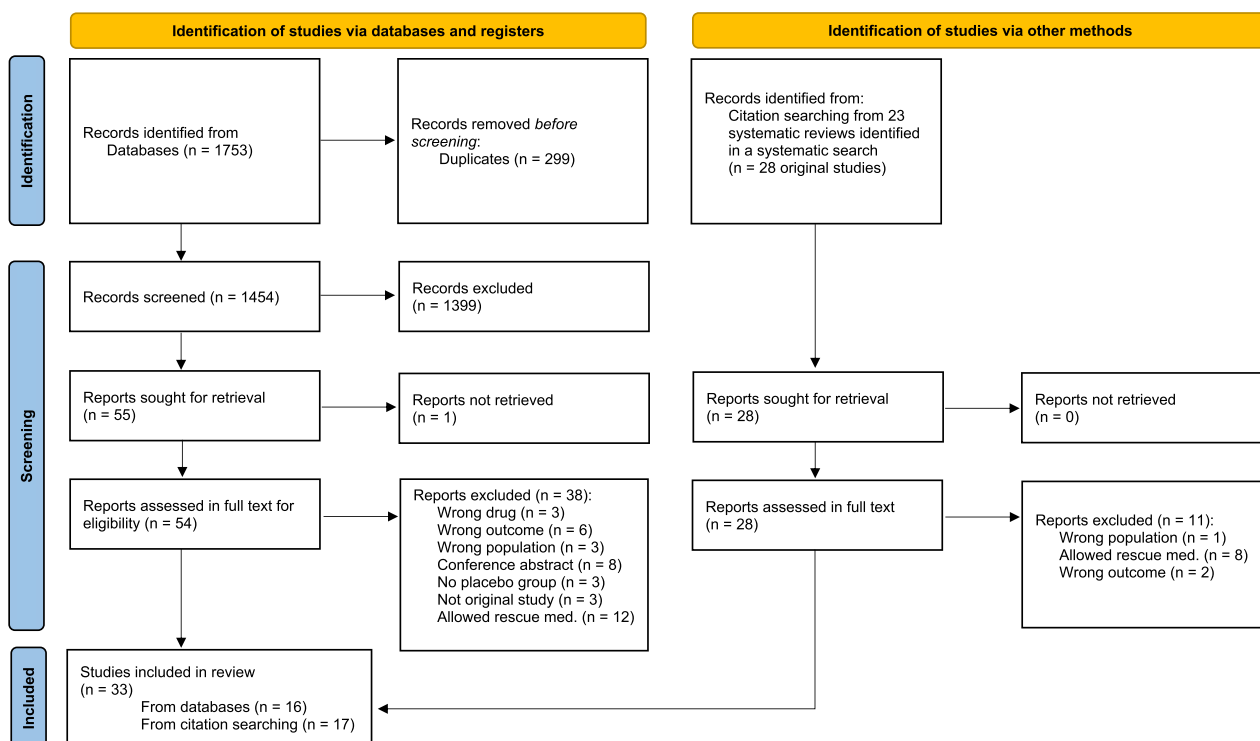 Identification of studies via databases and registers
Identification of studies via other methods
Identification
Records identified from
Databases (n = 1753)
Records removed before
screening:
Duplicates (n = 299)
Records identified from:
Citation searching from 23
systematic reviews identified
in a systematic search
(n = 28 original studies)
Screening
Records screened (n = 1454)
Records excluded
(n = 1399)
Reports sought for retrieval
(n = 55)
Reports not retrieved
(n = 1)
Reports sought for retrieval
(n = 28)
Reports not retrieved
(n = 0)
Reports assessed in full text for
eligibility (n = 54)
Reports excluded (n = 38):
Wrong drug (n = 3)
Wrong outcome (n = 6)
Wrong population (n = 3)
Conference abstract (n = 8)
No placebo group (n = 3)
Not original study (n = 3)
Allowed rescue med. (n = 12)
Reports assessed in full text
(n = 28)
Reports excluded (n = 11):
Wrong population (n = 1)
Allowed rescue med. (n = 8)
Wrong outcome (n = 2)
Included
Studies included in review
(n = 33)
From databases (n = 16)
From citation searching (n = 17)